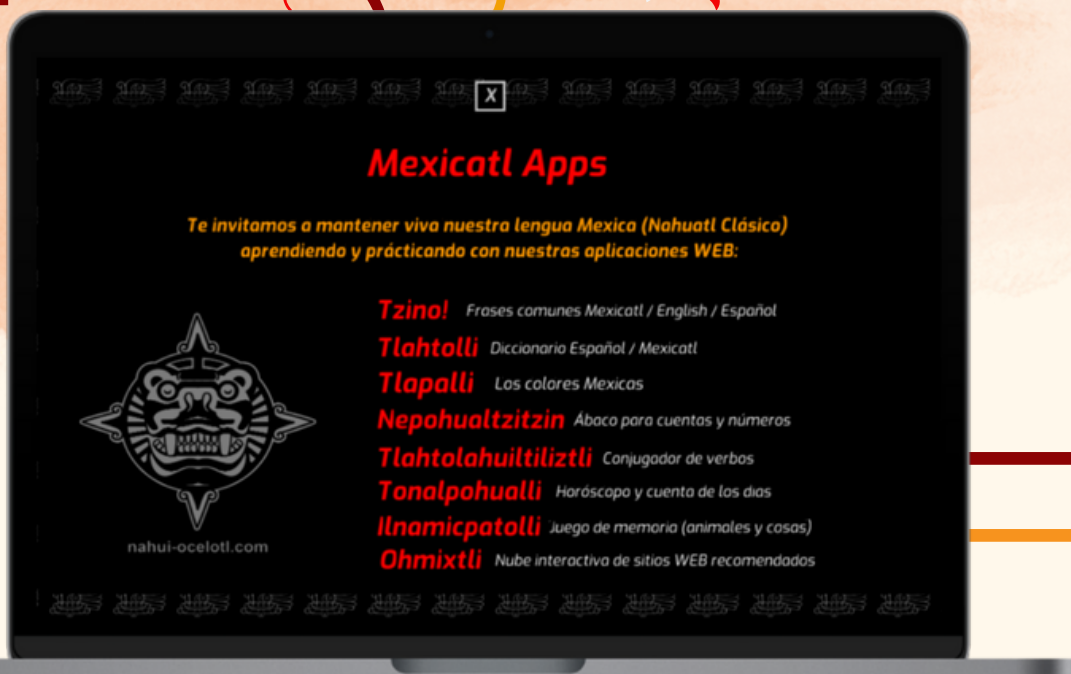 X
Mexicatl Apps
Te invitamos a mantener viva nuestra lengua Mexica (Nahuatl Clásico)
aprendiendo y prácticando con nuestras aplicaciones WEB:
Tzino! Frases comunes Mexicatl / English / Español
Tlahtolli Diccionario Español / Mexicatl
Tlapalli Los colores Mexicas
Nepohualtzitzin Ábaco para cuentas y números
Tlahtolahuiltiliztli Conjugador de verbos
Tonalpohualli Horóscopo y cuenta de los dias
Ilnamicpatolli Juego de memoria (animales y cosas)
Ohmixtli Nube interactiva de sitios WEB recomendados
nahui-ocelotl.com